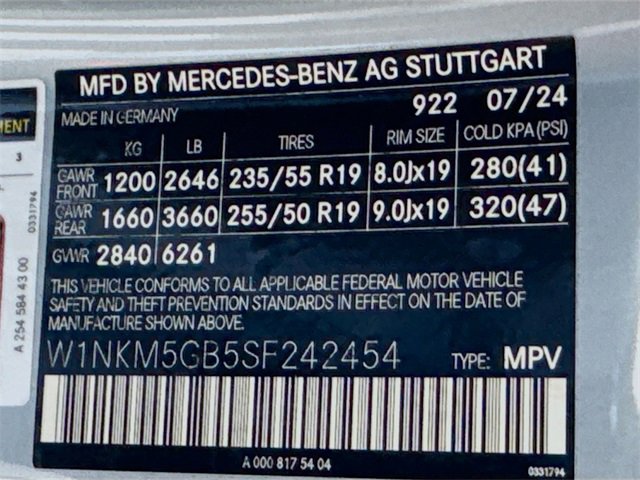 MFD BY MERCEDES-BENZ AG STUTTGART
MADE IN GERMANY 922 07/24
KG LB TIRES RIM SIZE COLD KPA(PSI)
GAWR FRONT 1200 2646 235/55 R19 8.0Jx19 280(41)
GAWR REAR 1660 3660 255/50 R19 9.0Jx19 320(47)
GVWR 2840 6261
THIS VEHICLE CONFORMS TO ALL APPLICABLE FEDERAL MOTOR VEHICLE
SAFETY AND THEFT PREVENTION STANDARDS IN EFFECT ON THE DATE OF
MANUFACTURE SHOWN ABOVE.
W1NKM5GB5SF242454 TYPE: MPV
A 000 817 54 04 0331794
MENT
3
0331794
A 254 584 43 00